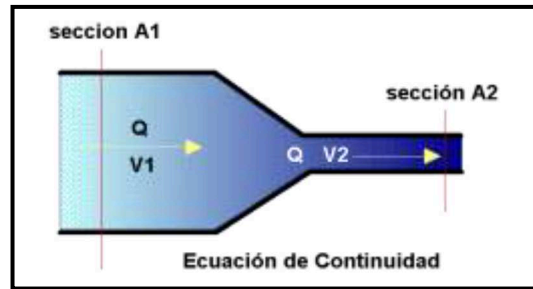 seccion A1
sección A2
Q
V1
Q V2
Ecuación de Continuidad